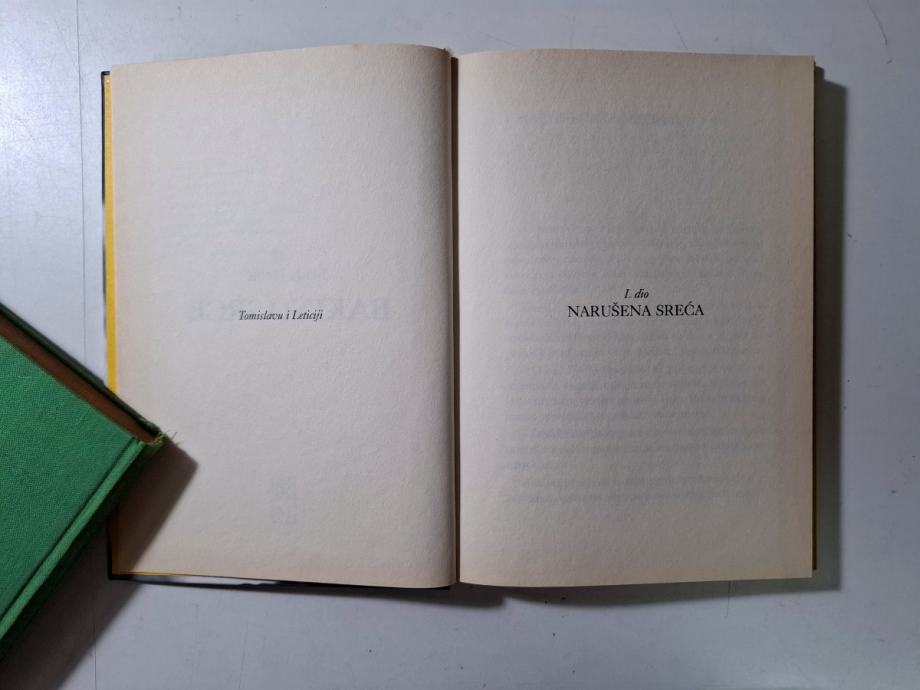 Tomislavu i Leticiji
I. dio
NARUŠENA SREĆA